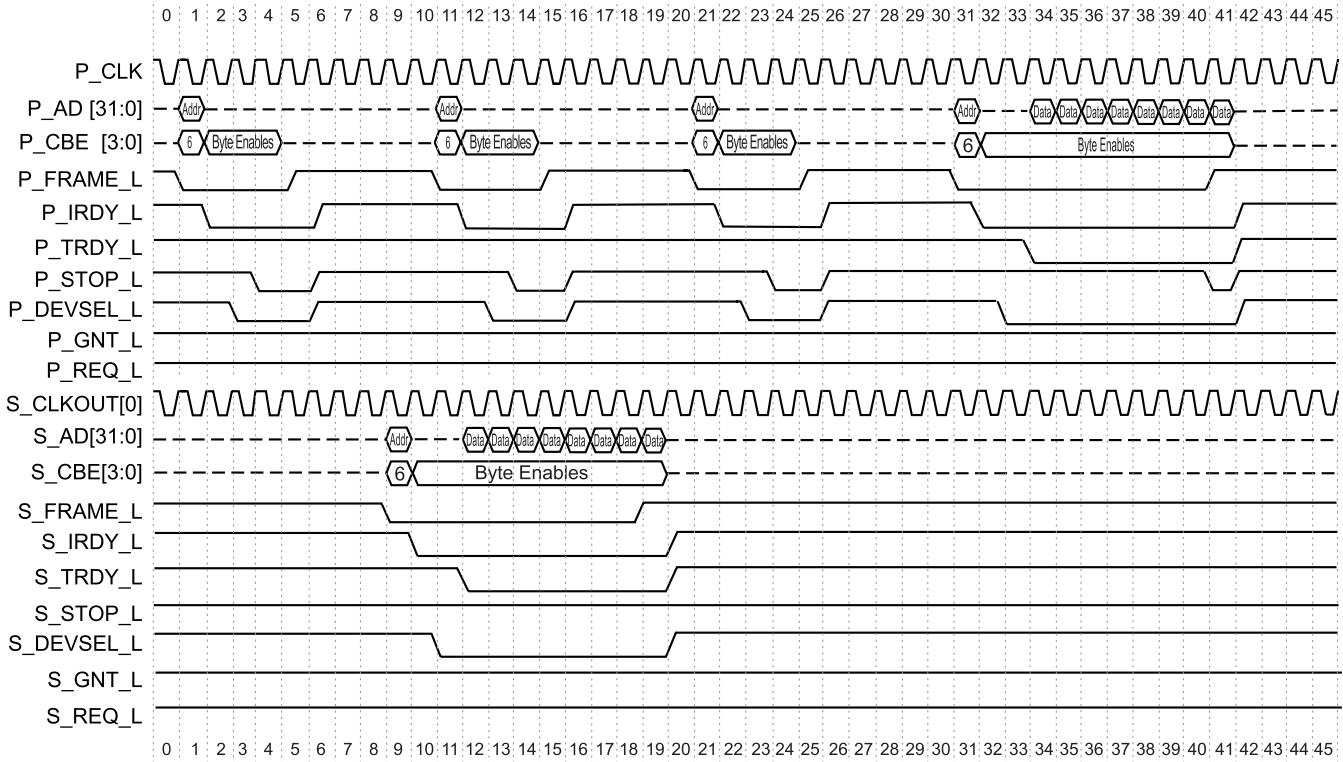 0 1 2 3 4 5 6 7 8 9 10 11 12 13 14 15 16 17 18 19 20 21 22 23 24 25 26 27 28 29 30 31 32 33 34 35 36 37 38 39 40 41 42 43 44 45
P_CLK
P_AD [31:0] Addr Addr Addr Addr Data Data Data Data Data Data Data Data
P_CBE [3:0] 6 Byte Enables 6 Byte Enables 6 Byte Enables 6 Byte Enables
P_FRAME_L
P_IRDY_L
P_TRDY_L
P_STOP_L
P_DEVSEL_L
P_GNT_L
P_REQ_L
S_CLKOUT[0]
S_AD[31:0] Addr Data Data Data Data Data Data Data Data
S_CBE[3:0] 6 Byte Enables
S_FRAME_L
S_IRDY_L
S_TRDY_L
S_STOP_L
S_DEVSEL_L
S_GNT_L
S_REQ_L
0 1 2 3 4 5 6 7 8 9 10 11 12 13 14 15 16 17 18 19 20 21 22 23 24 25 26 27 28 29 30 31 32 33 34 35 36 37 38 39 40 41 42 43 44 45